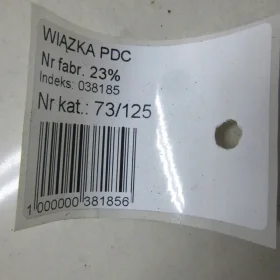 WIĄZKA PDC
Nr fabr. 23%
Indeks: 038185
Nr kat.: 73/125
1 000000 381856